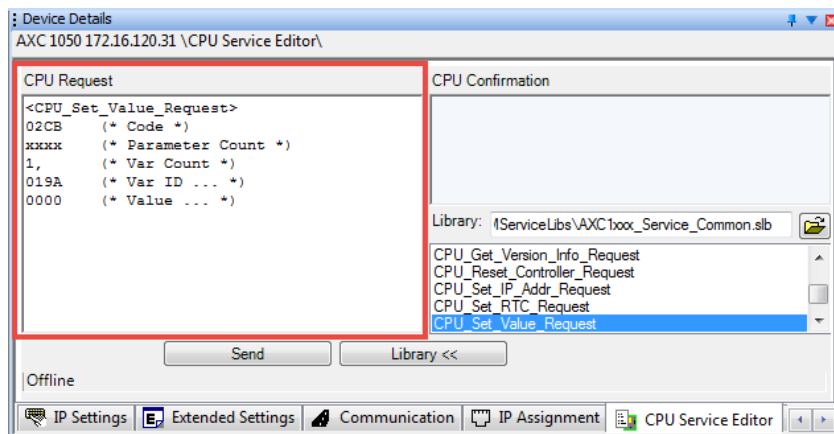 Device Details
AXC 1050 172.16.120.31 \CPU Service Editor\
CPU Request
<CPU_Set_Value_Request>
02CB (* Code *)
xxxx (* Parameter Count *)
1, (* Var Count *)
019A (* Var ID ... *)
0000 (* Value ... *)
CPU Confirmation
Library: \ServiceLibs\AXC1xxx_Service_Common.slb
CPU_Get_Version_Info_Request
CPU_Reset_Controller_Request
CPU_Set_IP_Addr_Request
CPU_Set_RTC_Request
CPU_Set_Value_Request
Send Library <<
Offline
IP Settings Extended Settings Communication IP Assignment CPU Service Editor